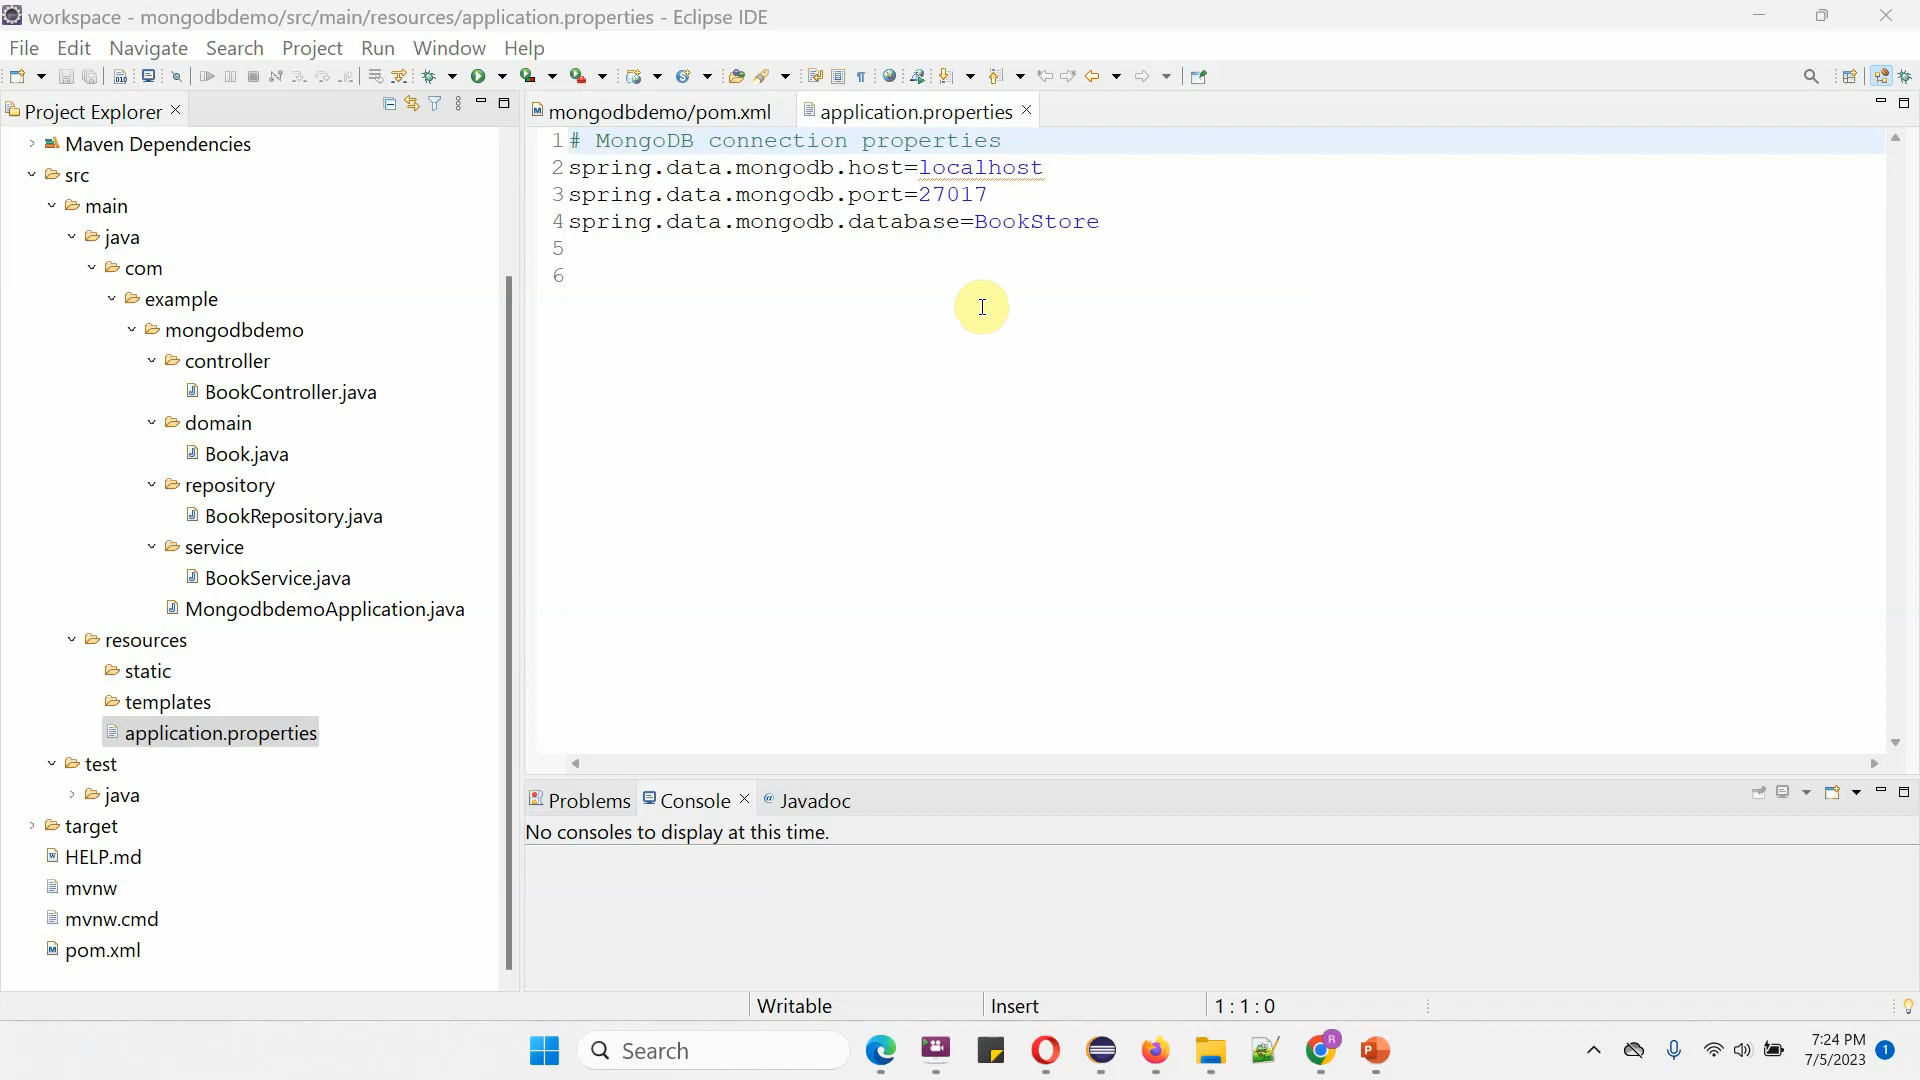 workspace - mongodbdemo/src/main/resources/application.properties - Eclipse IDE
File Edit Navigate Search Project Run Window Help
Project Explorer
mongodbdemo/pom.xml
application.properties
Maven Dependencies
src
main
java
com
example
mongodbdemo
controller
BookController.java
domain
Book.java
repository
BookRepository.java
service
BookService.java
MongodbdemoApplication.java
resources
static
templates
application.properties
test
java
target
HELP.md
mvnw
mvnw.cmd
pom.xml
1 # MongoDB connection properties
2 spring.data.mongodb.host=localhost
3 spring.data.mongodb.port=27017
4 spring.data.mongodb.database=BookStore
5
6
Problems Console Javadoc
No consoles to display at this time.
Writable Insert 1 : 1 : 0
Search
R
7:24 PM
7/5/2023
1